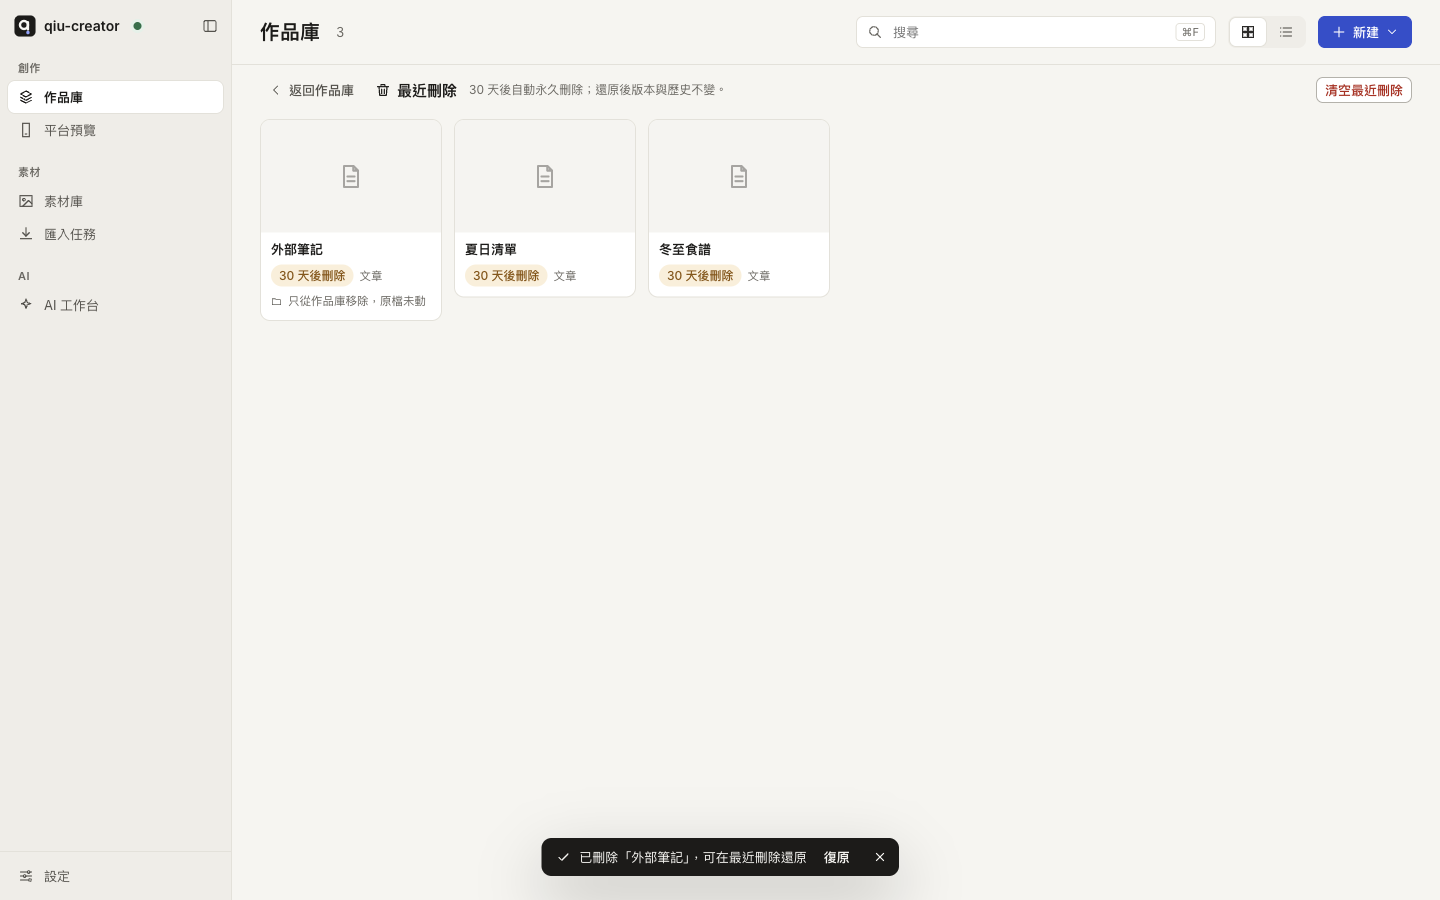 qiu-creator
創作
作品庫
平台預覽
素材
素材庫
匯入任務
AI
AI 工作台
設定
作品庫 3
搜尋 ⌘F
新建
返回作品庫 最近刪除 30 天後自動永久刪除；還原後版本與歷史不變。
清空最近刪除
外部筆記
30 天後刪除 文章
只從作品庫移除，原檔未動
夏日清單
30 天後刪除 文章
冬至食譜
30 天後刪除 文章
已刪除「外部筆記」，可在最近刪除還原 復原